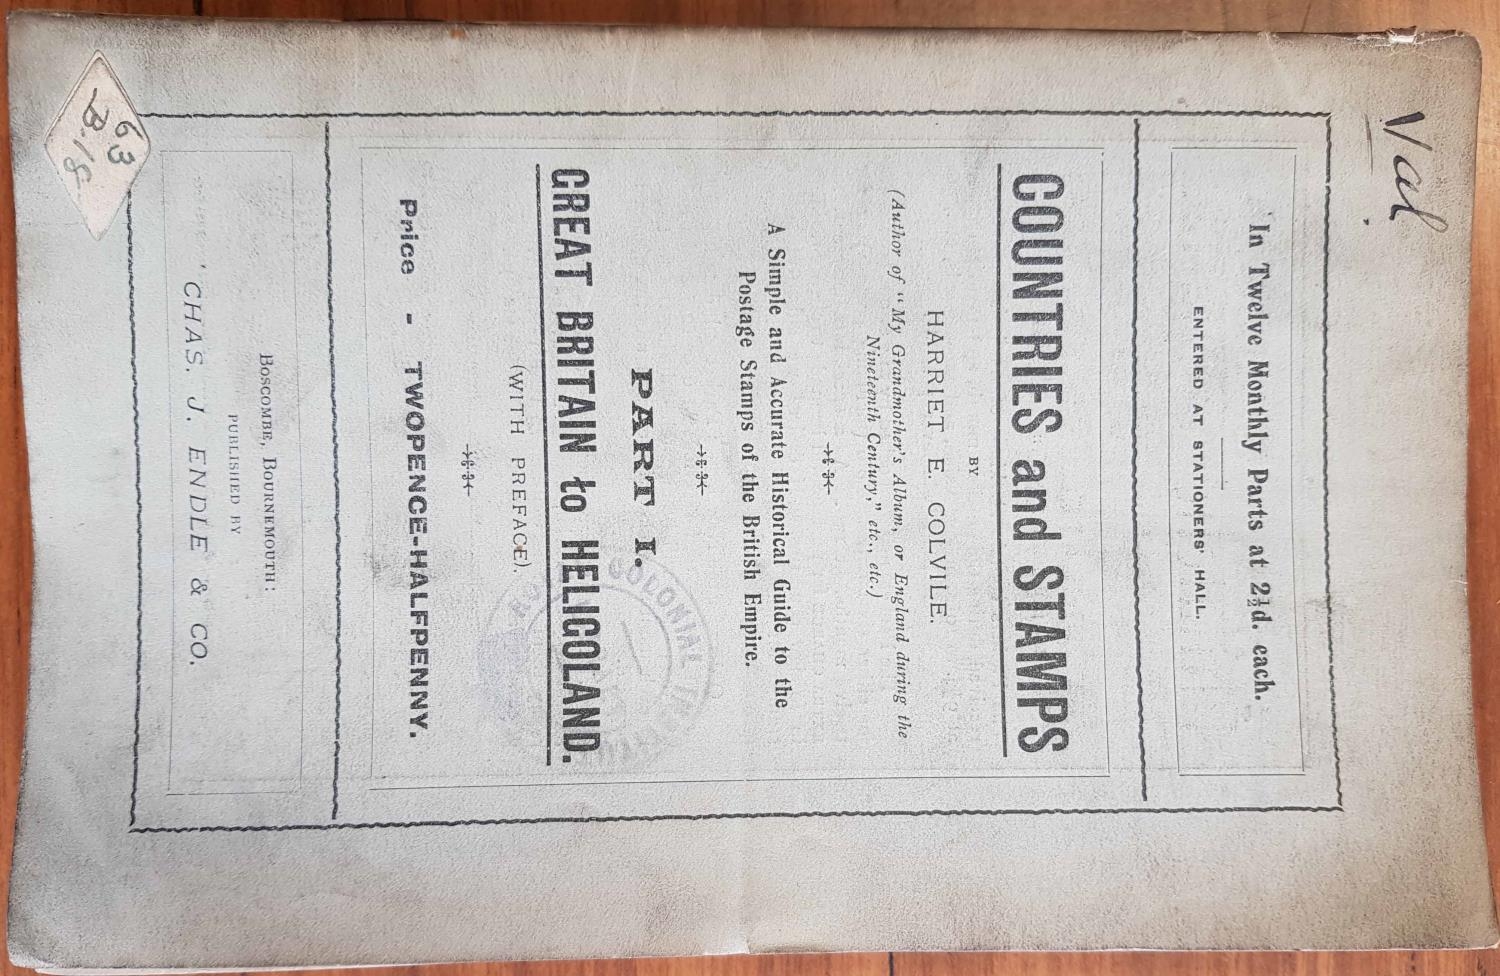 Val.
In Twelve Monthly Parts at 2½d. each.
ENTERED AT STATIONERS' HALL.
COUNTRIES and STAMPS
BY
HARRIET E. COLVILE.
(Author of "My Grandmother's Album, or England during the
Nineteenth Century," etc., etc.)
A Simple and Accurate Historical Guide to the
Postage Stamps of the British Empire.
PART I.
GREAT BRITAIN to HELIGOLAND.
(WITH PREFACE).
Price - TWOPENCE-HALFPENNY.
BOSCOMBE, BOURNEMOUTH:
PUBLISHED BY
CHAS. J. ENDLE & CO.
63
COLONIAL